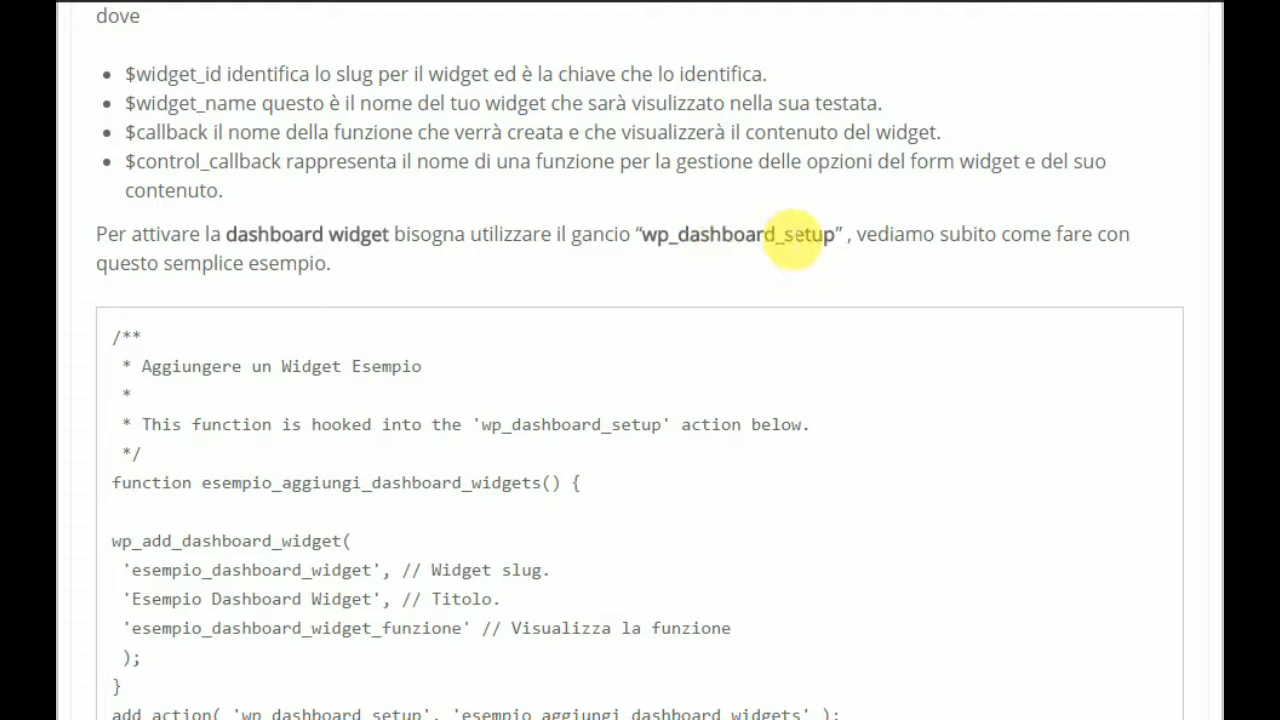 dove
• $widget_id identifica lo slug per il widget ed è la chiave che lo identifica.
• $widget_name questo è il nome del tuo widget che sarà visulizzato nella sua testata.
• $callback il nome della funzione che verrà creata e che visualizzerà il contenuto del widget.
• $control_callback rappresenta il nome di una funzione per la gestione delle opzioni del form widget e del suo
contenuto.
Per attivare la dashboard widget bisogna utilizzare il gancio “wp_dashboard_setup” , vediamo subito come fare con
questo semplice esempio.
/**
* Aggiungere un Widget Esempio
*
* This function is hooked into the 'wp_dashboard_setup' action below.
*/
function esempio_aggiungi_dashboard_widgets() {
wp_add_dashboard_widget(
'esempio_dashboard_widget', // Widget slug.
'Esempio Dashboard Widget', // Titolo.
'esempio_dashboard_widget_funzione' // Visualizza la funzione
);
}
add_action( 'wp_dashboard_setup', 'esempio_aggiungi_dashboard_widgets' );